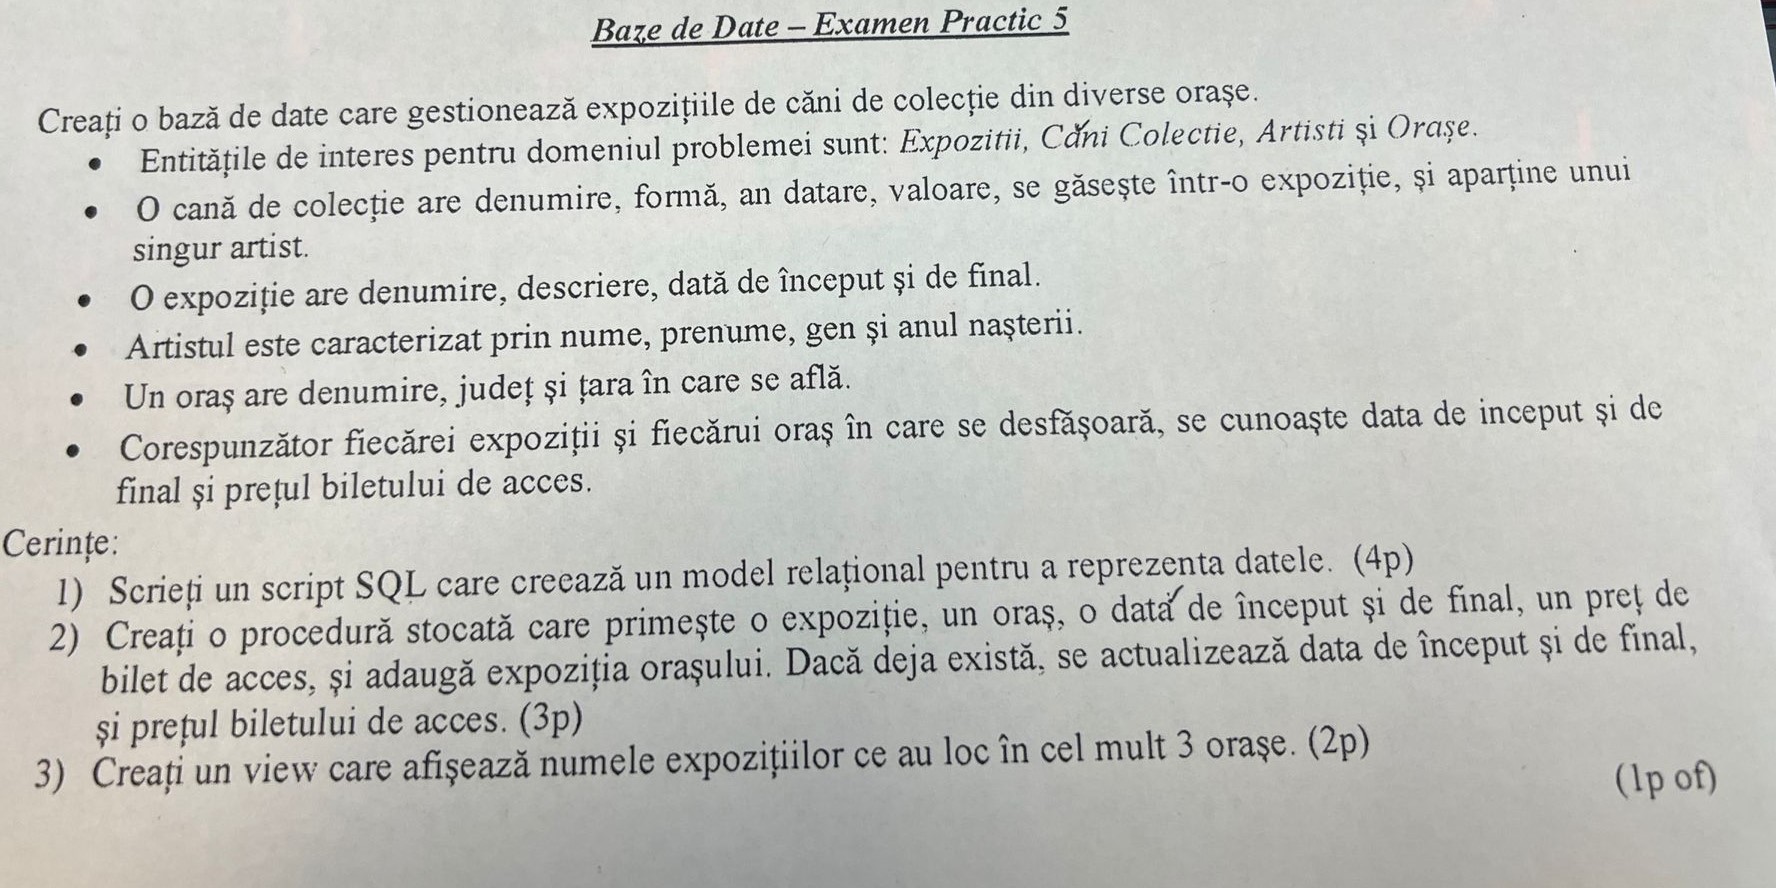 Baze de Date – Examen Practic 5
Creați o bază de date care gestionează expozițiile de căni de colecție din diverse orașe.
• Entitățile de interes pentru domeniul problemei sunt: Expozitii, Căni Colectie, Artisti și Orașe.
• O cană de colecție are denumire, formă, an datare, valoare, se găsește într-o expoziție, și aparține unui
singur artist.
• O expoziție are denumire, descriere, dată de început și de final.
• Artistul este caracterizat prin nume, prenume, gen și anul nașterii.
• Un oraș are denumire, județ și țara în care se află.
• Corespunzător fiecărei expoziții și fiecărui oraș în care se desfășoară, se cunoaște data de inceput și de
final și prețul biletului de acces.
Cerințe:
1) Scrieți un script SQL care creează un model relațional pentru a reprezenta datele. (4p)
2) Creați o procedură stocată care primește o expoziție, un oraș, o dată de început și de final, un preț de
bilet de acces, și adaugă expoziția orașului. Dacă deja există, se actualizează data de început și de final,
și prețul biletului de acces. (3p)
3) Creați un view care afișează numele expozițiilor ce au loc în cel mult 3 orașe. (2p)
(1p of)